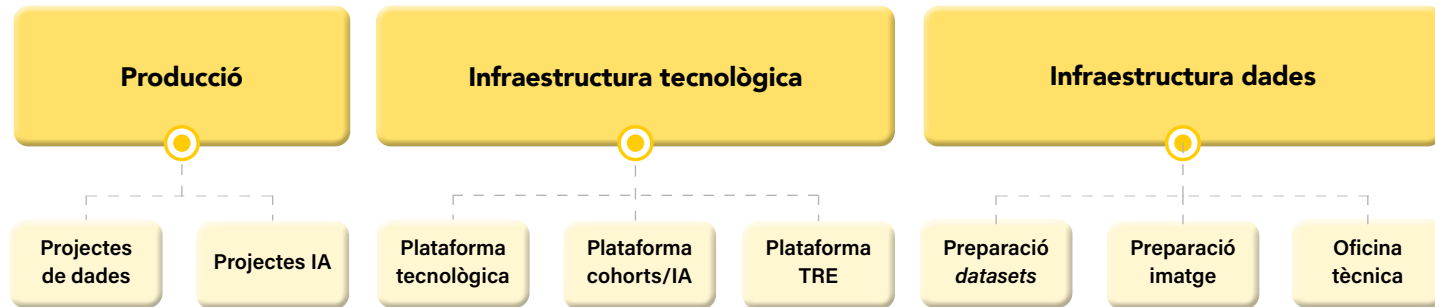 Producció
Projectes
de dades
Projectes IA
Infraestructura tecnològica
Plataforma
tecnològica
Plataforma
cohorts/IA
Plataforma
TRE
Infraestructura dades
Preparació
datasets
Preparació
imatge
Oficina
tècnica